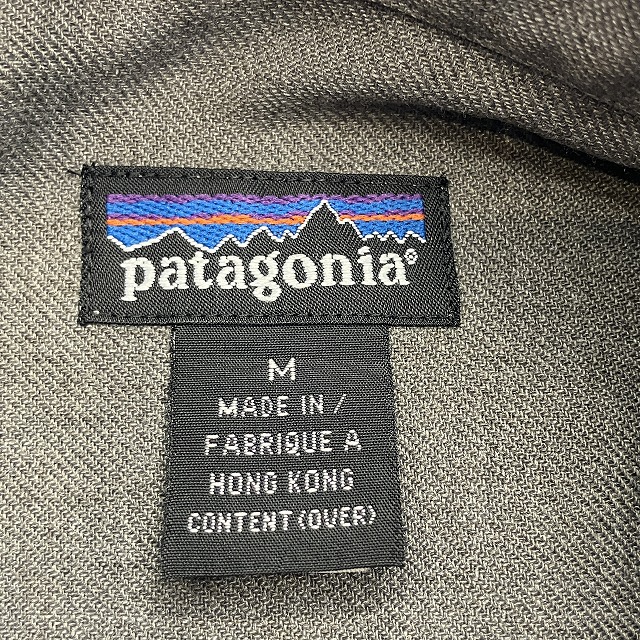 patagonia®
M
MADE IN /
FABRIQUE A
HONG KONG
CONTENT (OVER)